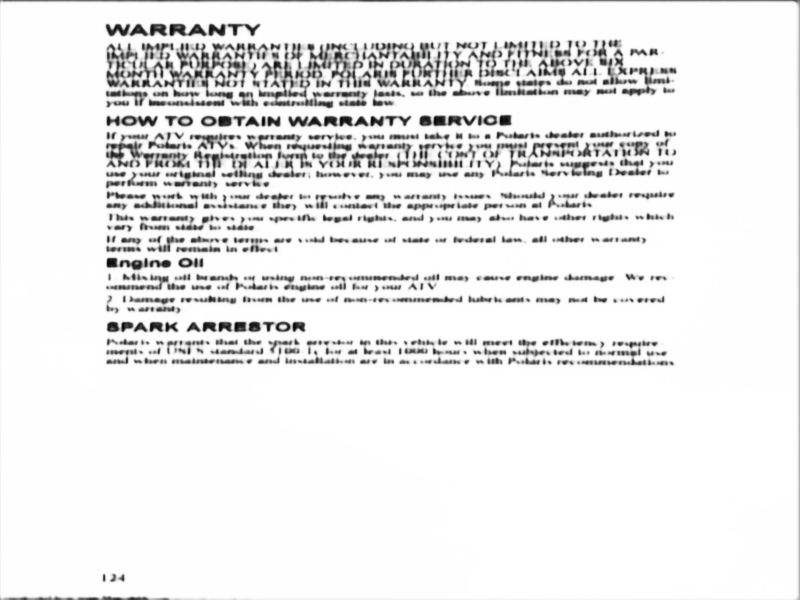 WARRANTY
ALL IMPLIED WARRANTIES (INCLUDING BUT NOT LIMITED TO THE
IMPLIED WARRANTIES OF MERCHANTABILITY AND FITNESS FOR A PAR-
TICULAR PURPOSE) ARE LIMITED IN DURATION TO THE ABOVE SIX
MONTH WARRANTY PERIOD. POLARIS FURTHER DISCLAIMS ALL EXPRESS
WARRANTIES NOT STATED IN THIS WARRANTY. Some states do not allow limi-
tations on how long an implied warranty lasts, so the above limitation may not apply to
you if inconsistent with controlling state law.
HOW TO OBTAIN WARRANTY SERVICE
If your ATV requires warranty service, you must take it to a Polaris dealer authorized to
repair Polaris ATVs. When requesting warranty service you must present your copy of
the Warranty Registration form to the dealer. (THE COST OF TRANSPORTATION TO
AND FROM THE DEALER IS YOUR RESPONSIBILITY). Polaris suggests that you
use your original selling dealer; however, you may use any Polaris Servicing Dealer to
perform warranty service.
Please work with your dealer to resolve any warranty issues. Should your dealer require
any additional assistance they will contact the appropriate person at Polaris.
This warranty gives you specific legal rights, and you may also have other rights which
vary from state to state.
If any of the above terms are void because of state or federal law, all other warranty
terms will remain in effect.
Engine Oil
1. Mixing oil brands or using non-recommended oil may cause engine damage. We rec-
ommend the use of Polaris engine oil for your ATV.
2. Damage resulting from the use of non-recommended lubricants may not be covered
by warranty.
SPARK ARRESTOR
Polaris warrants that the spark arrestor in this vehicle will meet the efficiency require-
ments of USFS standard 5100-1c for at least 1000 hours when subjected to normal use
and when maintenance and installation are in accordance with Polaris recommendations.
124